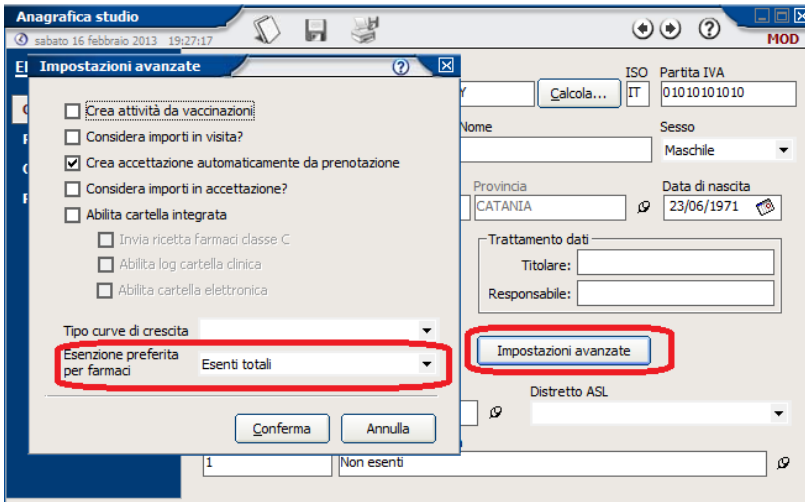 Anagrafica studio
sabato 16 febbraio 2013 19:27:17
MOD
Impostazioni avanzate
Crea attività da vaccinazioni
Considera importi in visita?
Crea accettazione automaticamente da prenotazione
Considera importi in accettazione?
Abilita cartella integrata
Invia ricetta farmaci classe C
Abilita log cartella clinica
Abilita cartella elettronica
Tipo curve di crescita
Esenzione preferita
per farmaci
Esenti totali
Conferma
Annulla
Calcola...
ISO
Partita IVA
IT
01010101010
Nome
Sesso
Maschile
Provincia
Data di nascita
CATANIA
23/06/1971
Trattamento dati
Titolare:
Responsabile:
Impostazioni avanzate
Distretto ASL
1
Non esenti